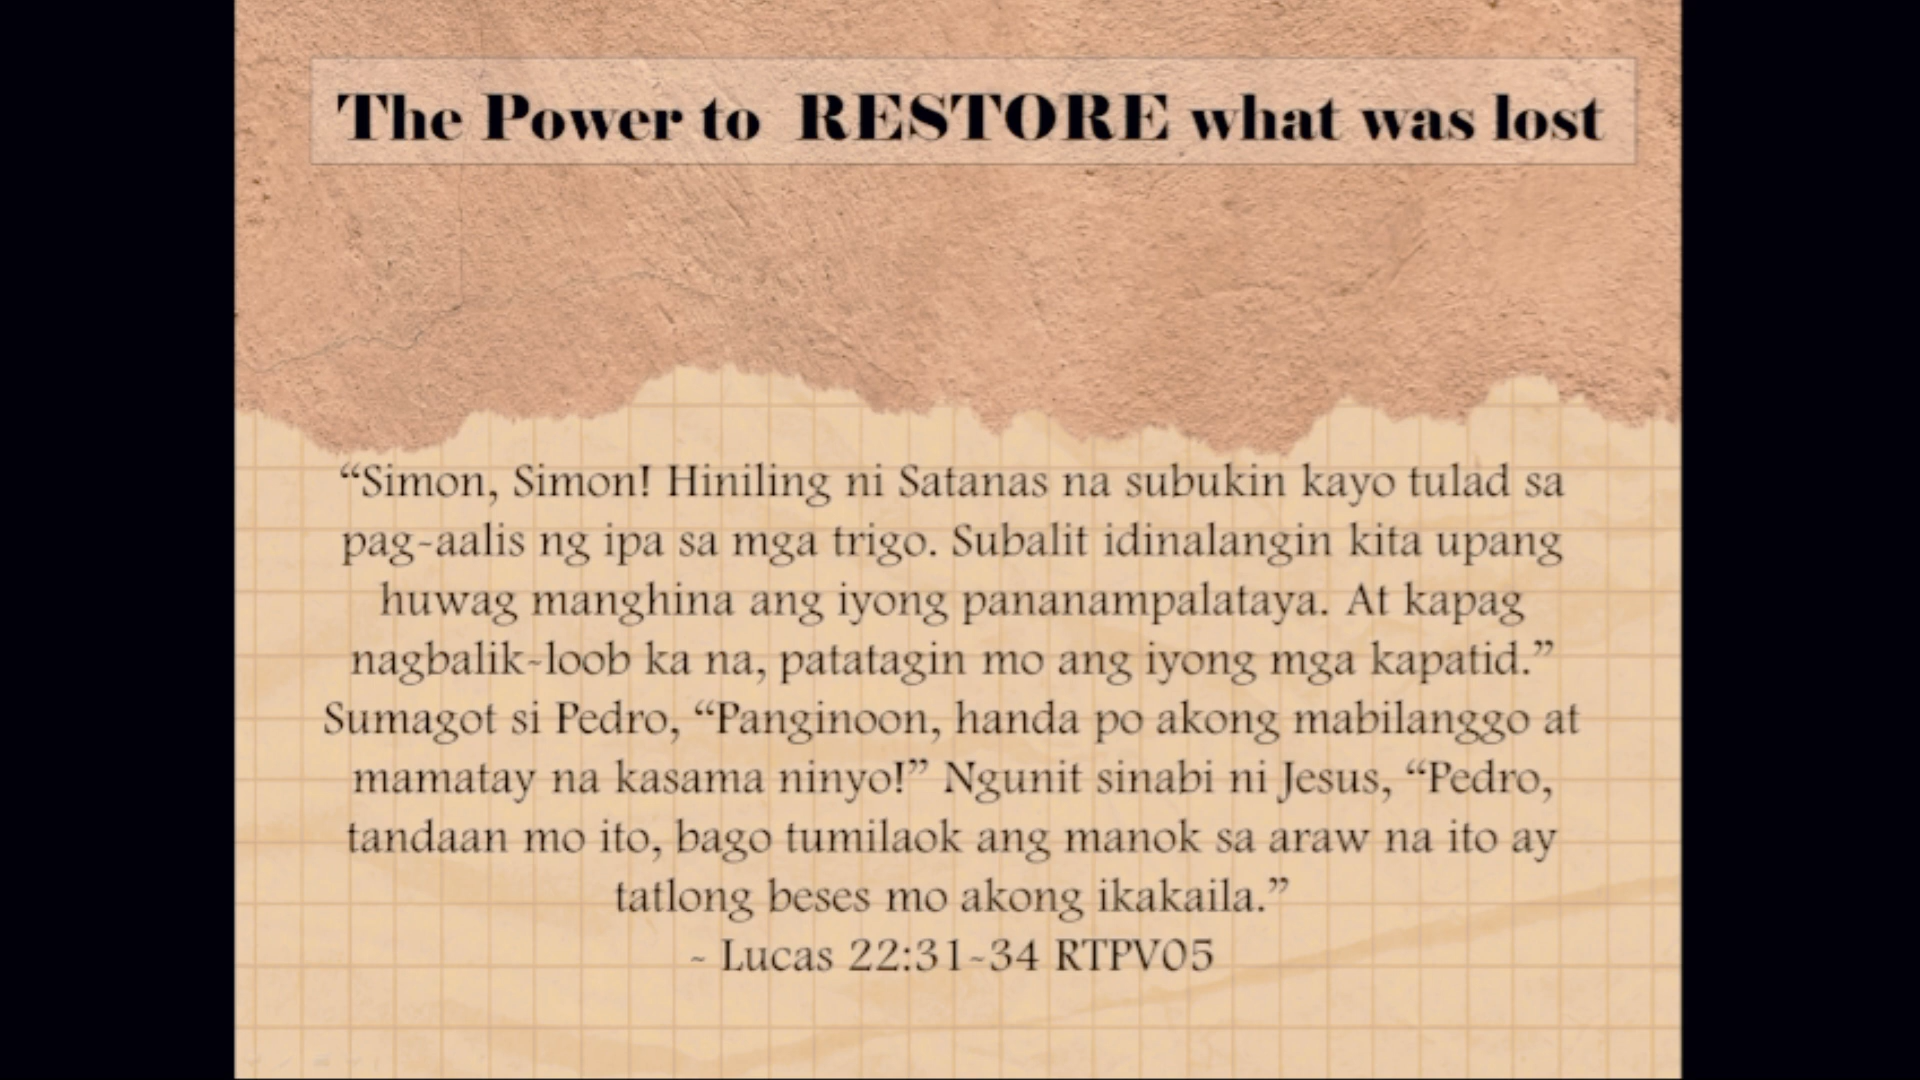 The Power to RESTORE what was lost
“Simon, Simon! Hiniling ni Satanas na subukin kayo tulad sa
pag-aalis ng ipa sa mga trigo. Subalit idinalangin kita upang
huwag manghina ang iyong pananampalataya. At kapag
nagbalik-loob ka na, patatagin mo ang iyong mga kapatid.”
Sumagot si Pedro, “Panginoon, handa po akong mabilanggo at
mamatay na kasama ninyo!” Ngunit sinabi ni Jesus, “Pedro,
tandaan mo ito, bago tumilaok ang manok sa araw na ito ay
tatlong beses mo akong ikakaila.”
~ Lucas 22:31-34 RTPV05